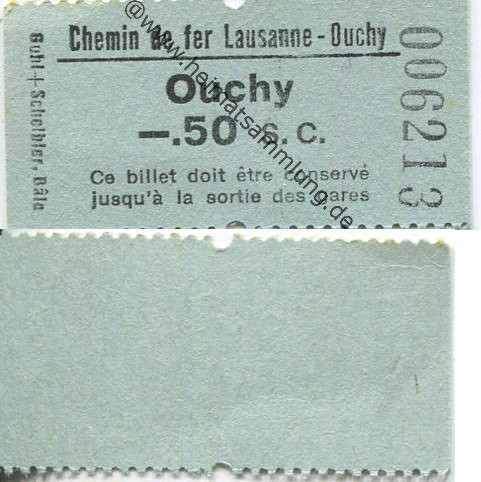 Chemin de fer Lausanne-Ouchy
Ouchy
—.50 S. C.
Ce billet doit être conservé
jusqu'à la sortie des gares
006213
Buhl + Scheibler, Bâle
@www.heimatsammlung.de